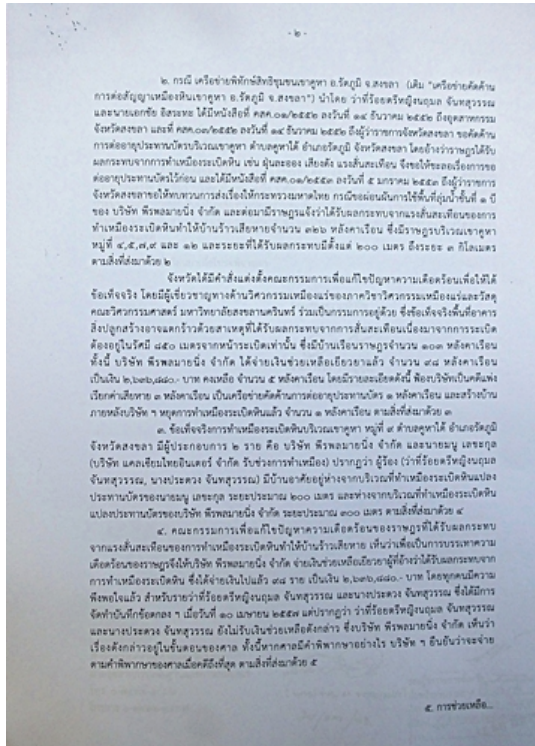 - ๒ -
๒. กรณี เครือข่ายพิทักษ์สิทธิชุมชนเขาคูหา อ.รัตภูมิ จ.สงขลา (เดิม "เครือข่ายคัดค้าน
การต่อสัญญาเหมืองหินเขาคูหา อ.รัตภูมิ จ.สงขลา") นำโดย ว่าที่ร้อยตรีหญิงนฤมล จันทสุวรรณ
และนายเอกชัย อิสระทะ ได้มีหนังสือที่ คสค.๐๑/๒๕๕๒ ลงวันที่ ๑๔ ธันวาคม ๒๕๕๒ ถึงอุตสาหกรรม
จังหวัดสงขลา และที่ คสค.๐๓/๒๕๕๒ ลงวันที่ ๑๔ ธันวาคม ๒๕๕๒ ถึงผู้ว่าราชการจังหวัดสงขลา ขอคัดค้าน
การต่ออายุประทานบัตรบริเวณเขาคูหา ตำบลคูหาใต้ อำเภอรัตภูมิ จังหวัดสงขลา โดยอ้างว่าราษฎรได้รับ
ผลกระทบจากการทำเหมืองระเบิดหิน เช่น ฝุ่นละออง เสียงดัง แรงสั่นสะเทือน จึงขอให้ชะลอเรื่องการขอ
ต่ออายุประทานบัตรไว้ก่อน และได้มีหนังสือที่ คสค.๐๑/๒๕๕๓ ลงวันที่ ๕ มกราคม ๒๕๕๓ ถึงผู้ว่าราชการ
จังหวัดสงขลาขอให้ทบทวนการส่งเรื่องให้กระทรวงมหาดไทย กรณีขอผ่อนผันการใช้พื้นที่ลุ่มน้ำชั้นที่ ๑ ปี
ของ บริษัท พีรพลมายนิ่ง จำกัด และต่อมามีราษฎรแจ้งว่าได้รับผลกระทบจากแรงสั่นสะเทือนของการ
ทำเหมืองระเบิดหินทำให้บ้านร้าวเสียหายจำนวน ๓๒๖ หลังคาเรือน ซึ่งมีราษฎรบริเวณเขาคูหา
หมู่ที่ ๔,๕,๗,๙ และ ๑๒ และระยะที่ได้รับผลกระทบมีตั้งแต่ ๒๐๐ เมตร ถึงระยะ ๓ กิโลเมตร
ตามสิ่งที่ส่งมาด้วย ๒
จังหวัดได้มีคำสั่งแต่งตั้งคณะกรรมการเพื่อแก้ไขปัญหาความเดือดร้อนเพื่อให้ได้
ข้อเท็จจริง โดยมีผู้เชี่ยวชาญทางด้านวิศวกรรมเหมืองแร่ของภาควิชาวิศวกรรมเหมืองแร่และวัสดุ
คณะวิศวกรรมศาสตร์ มหาวิทยาลัยสงขลานครินทร์ ร่วมเป็นกรรมการอยู่ด้วย ซึ่งข้อเท็จจริงพื้นที่อาคาร
สิ่งปลูกสร้างอาจแตกร้าวด้วยสาเหตุที่ได้รับผลกระทบจากการสั่นสะเทือนเนื่องมาจากการระเบิด
ต้องอยู่ในรัศมี ๘๕๐ เมตรจากหน้าระเบิดเท่านั้น ซึ่งมีบ้านเรือนราษฎรจำนวน ๑๐๓ หลังคาเรือน
ทั้งนี้ บริษัท พีรพลมายนิ่ง จำกัด ได้จ่ายเงินช่วยเหลือเยียวยาแล้ว จำนวน ๙๘ หลังคาเรือน
เป็นเงิน ๒,๖๓๖,๘๘๐.- บาท คงเหลือ จำนวน ๕ หลังคาเรือน โดยมีรายละเอียดดังนี้ ฟ้องบริษัทเป็นคดีแพ่ง
เรียกค่าเสียหาย ๓ หลังคาเรือน เป็นเครือข่ายคัดค้านการต่ออายุประทานบัตร ๑ หลังคาเรือน และสร้างบ้าน
ภายหลังบริษัท ฯ หยุดการทำเหมืองระเบิดหินแล้ว จำนวน ๑ หลังคาเรือน ตามสิ่งที่ส่งมาด้วย ๓
๓. ข้อเท็จจริงการทำเหมืองระเบิดหินบริเวณเขาคูหา หมู่ที่ ๙ ตำบลคูหาใต้ อำเภอรัตภูมิ
จังหวัดสงขลา มีผู้ประกอบการ ๒ ราย คือ บริษัท พีรพลมายนิ่ง จำกัด และนายมนู เลขะกุล
(บริษัท แคลเซียมไทยอินเตอร์ จำกัด รับช่วงการทำเหมือง) ปรากฏว่า ผู้ร้อง (ว่าที่ร้อยตรีหญิงนฤมล
จันทสุวรรณ, นางประดวง จันทสุวรรณ) มีบ้านอาศัยอยู่ห่างจากบริเวณที่ทำเหมืองระเบิดหินแปลง
ประทานบัตรของนายมนู เลขะกุล ระยะประมาณ ๒๐๐ เมตร และห่างจากบริเวณที่ทำเหมืองระเบิดหิน
แปลงประทานบัตรของบริษัท พีรพลมายนิ่ง จำกัด ระยะประมาณ ๓๐๐ เมตร ตามสิ่งที่ส่งมาด้วย ๔
๔. คณะกรรมการเพื่อแก้ไขปัญหาความเดือดร้อนของราษฎรที่ได้รับผลกระทบ
จากแรงสั่นสะเทือนของการทำเหมืองระเบิดหินทำให้บ้านร้าวเสียหาย เห็นว่าเพื่อเป็นการบรรเทาความ
เดือดร้อนของราษฎรจึงให้บริษัท พีรพลมายนิ่ง จำกัด จ่ายเงินช่วยเหลือเยียวยาผู้ที่อ้างว่าได้รับผลกระทบจาก
การทำเหมืองระเบิดหิน ซึ่งได้จ่ายเงินไปแล้ว ๙๘ ราย เป็นเงิน ๒,๖๓๖,๘๘๐.- บาท โดยทุกคนมีความ
พึงพอใจแล้ว สำหรับรายว่าที่ร้อยตรีหญิงนฤมล จันทสุวรรณ และนางประดวง จันทสุวรรณ ซึ่งได้มีการ
จัดทำบันทึกข้อตกลง ฯ เมื่อวันที่ ๑๐ เมษายน ๒๕๕๗ แต่ปรากฏว่า ว่าที่ร้อยตรีหญิงนฤมล จันทสุวรรณ
และนางประดวง จันทสุวรรณ ยังไม่รับเงินช่วยเหลือดังกล่าว ซึ่งบริษัท พีรพลมายนิ่ง จำกัด เห็นว่า
เรื่องดังกล่าวอยู่ในขั้นตอนของศาล ทั้งนี้หากศาลมีคำพิพากษาอย่างไร บริษัท ฯ ยืนยันว่าจะจ่าย
ตามคำพิพากษาของศาลเมื่อคดีถึงที่สุด ตามสิ่งที่ส่งมาด้วย ๕
๕. การช่วยเหลือ...